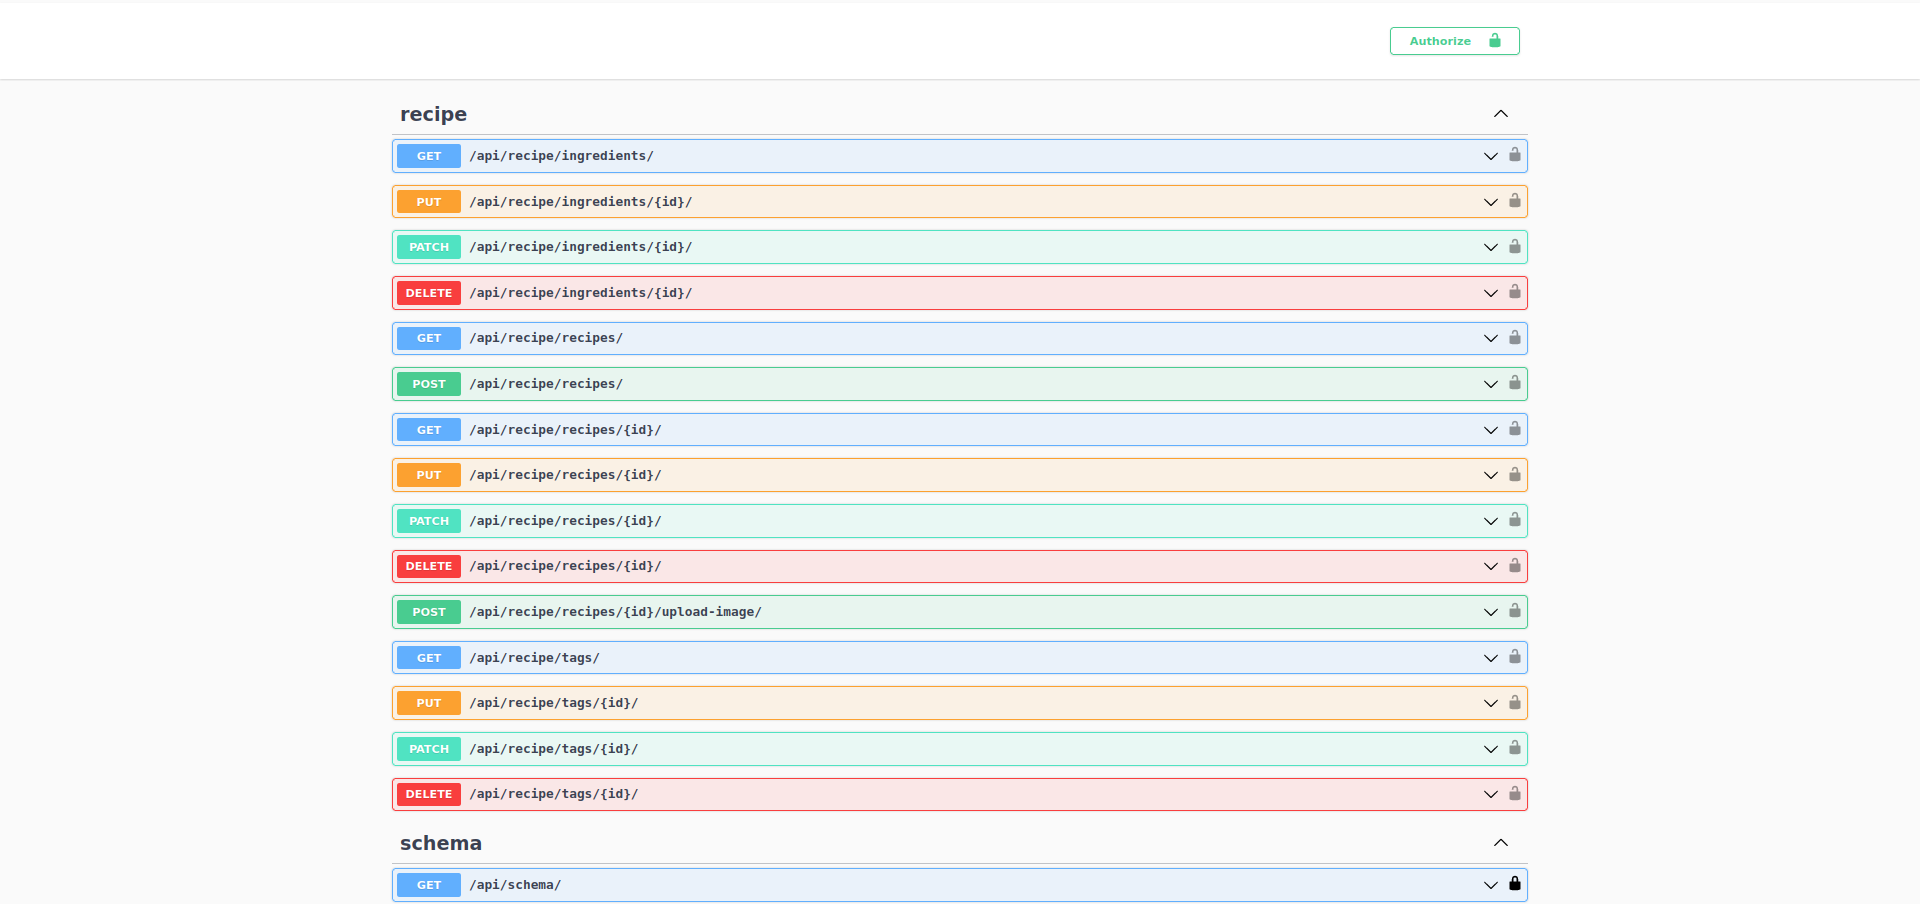 Authorize
recipe
GET /api/recipe/ingredients/
PUT /api/recipe/ingredients/{id}/
PATCH /api/recipe/ingredients/{id}/
DELETE /api/recipe/ingredients/{id}/
GET /api/recipe/recipes/
POST /api/recipe/recipes/
GET /api/recipe/recipes/{id}/
PUT /api/recipe/recipes/{id}/
PATCH /api/recipe/recipes/{id}/
DELETE /api/recipe/recipes/{id}/
POST /api/recipe/recipes/{id}/upload-image/
GET /api/recipe/tags/
PUT /api/recipe/tags/{id}/
PATCH /api/recipe/tags/{id}/
DELETE /api/recipe/tags/{id}/
schema
GET /api/schema/